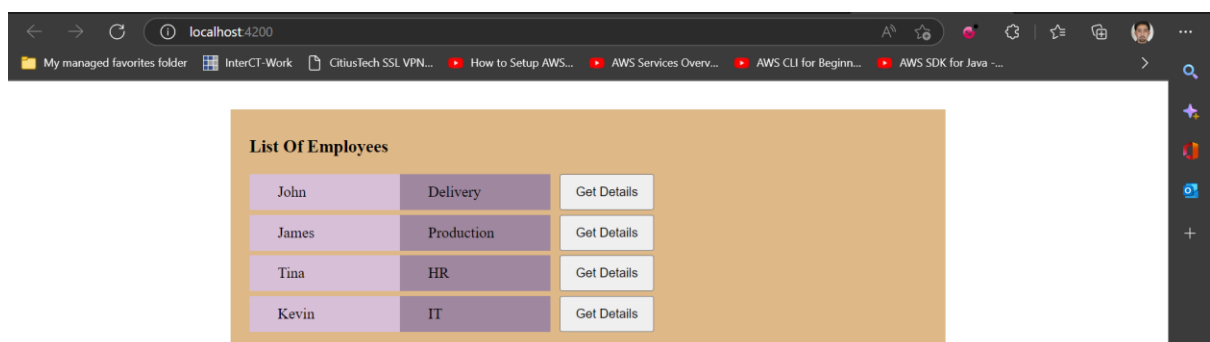 localhost:4200
My managed favorites folder InterCT-Work CitiusTech SSL VPN... How to Setup AWS... AWS Services Overv... AWS CLI for Beginn... AWS SDK for Java -...
List Of Employees
John Delivery Get Details
James Production Get Details
Tina HR Get Details
Kevin IT Get Details